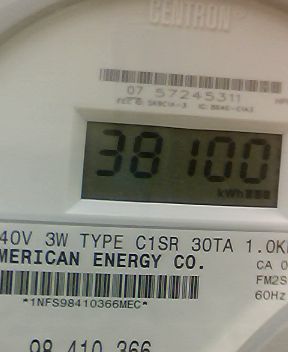 CENTRON
07 57245311
38100
kWh
40V 3W TYPE C1SR 30TA 1.0K
MERICAN ENERGY CO.
CA 0
FM2S
60Hz
*1NFS98410366MEC*
98 410 366